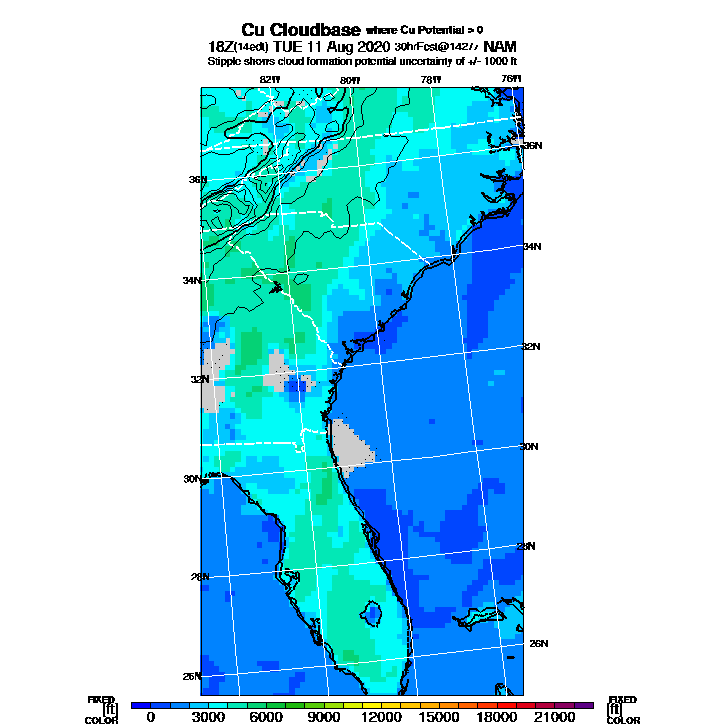 Cu Cloudbase where Cu Potential > 0
18Z(14edt) TUE 11 Aug 2020 30hrFcst@1427z NAM
Stipple shows cloud formation potential uncertainty of +/- 1000 ft
82W 80W 78W 76W
36N
36N
34N
34N
32N
32N
30N
30N
28N
28N
26N
26N
FIXED FIXED
[ft] [ft]
COLOR COLOR
0 3000 6000 9000 12000 15000 18000 21000